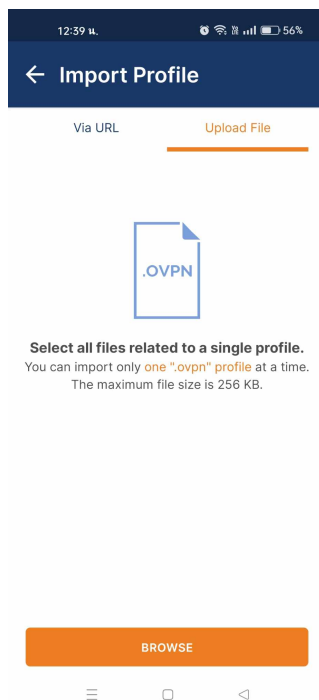 12:39 น. 56%
Import Profile
Via URL Upload File
.OVPN
Select all files related to a single profile.
You can import only one ".ovpn" profile at a time.
The maximum file size is 256 KB.
BROWSE